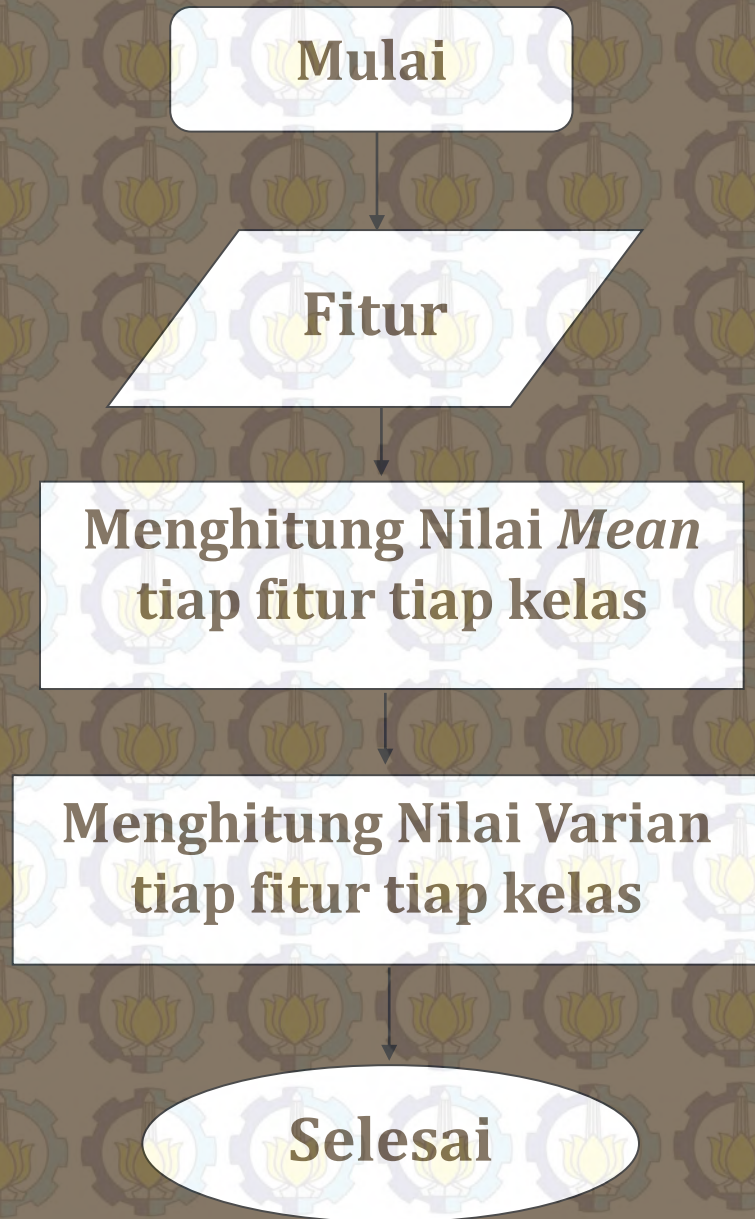 Mulai
Fitur
Menghitung Nilai Mean
tiap fitur tiap kelas
Menghitung Nilai Varian
tiap fitur tiap kelas
Selesai